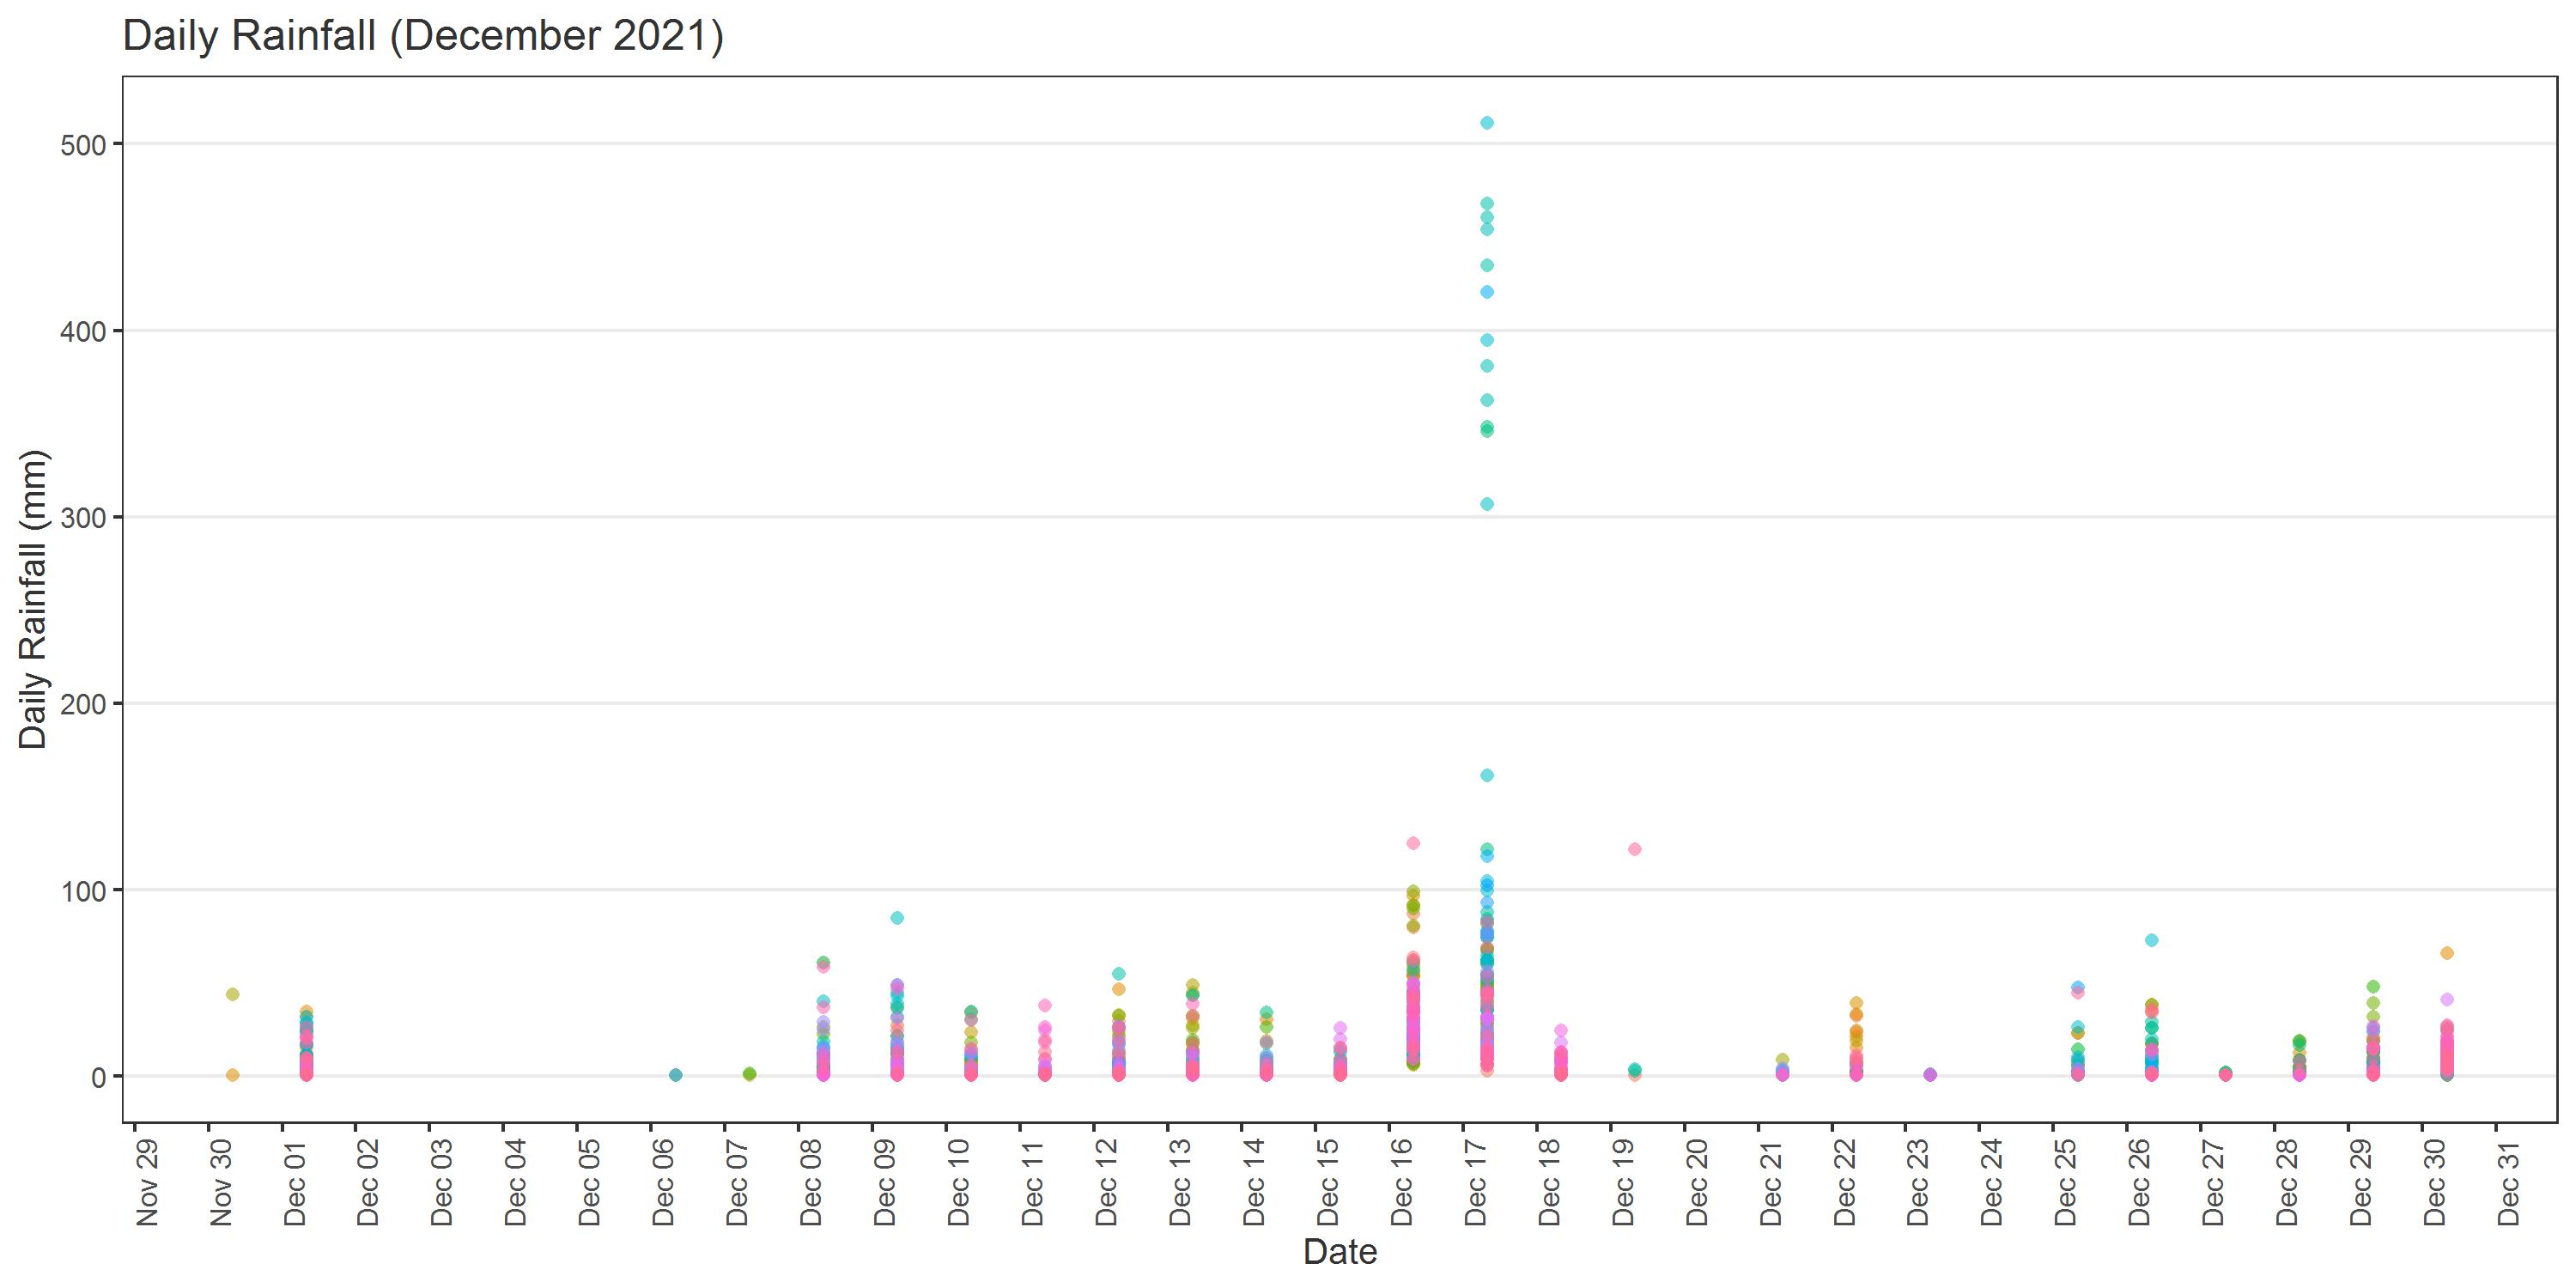 Daily Rainfall (December 2021)
Daily Rainfall (mm)
500
400
300
200
100
0
Nov 29
Nov 30
Dec 01
Dec 02
Dec 03
Dec 04
Dec 05
Dec 06
Dec 07
Dec 08
Dec 09
Dec 10
Dec 11
Dec 12
Dec 13
Dec 14
Dec 15
Dec 16
Dec 17
Dec 18
Dec 19
Dec 20
Dec 21
Dec 22
Dec 23
Dec 24
Dec 25
Dec 26
Dec 27
Dec 28
Dec 29
Dec 30
Dec 31
Date